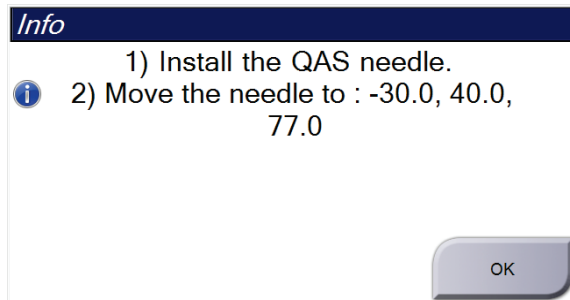 Info
1) Install the QAS needle.
2) Move the needle to : -30.0, 40.0,
77.0
OK